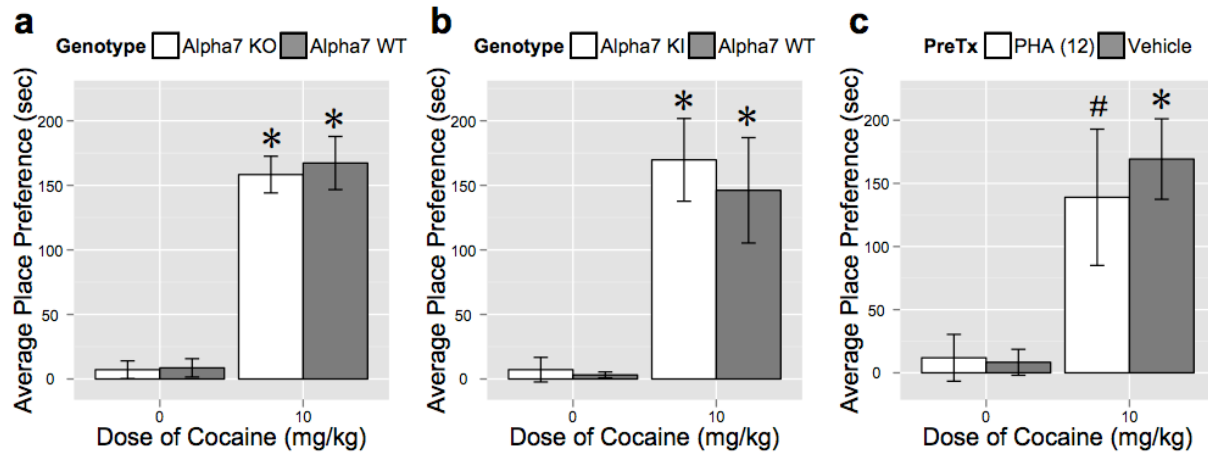 a
Genotype Alpha7 KO Alpha7 WT
Average Place Preference (sec)
200
150
100
50
0
*
*
0 10
Dose of Cocaine (mg/kg)
b
Genotype Alpha7 KI Alpha7 WT
Average Place Preference (sec)
200
150
100
50
0
*
*
0 10
Dose of Cocaine (mg/kg)
c
PreTx PHA (12) Vehicle
Average Place Preference (sec)
200
150
100
50
0
#
*
0 10
Dose of Cocaine (mg/kg)